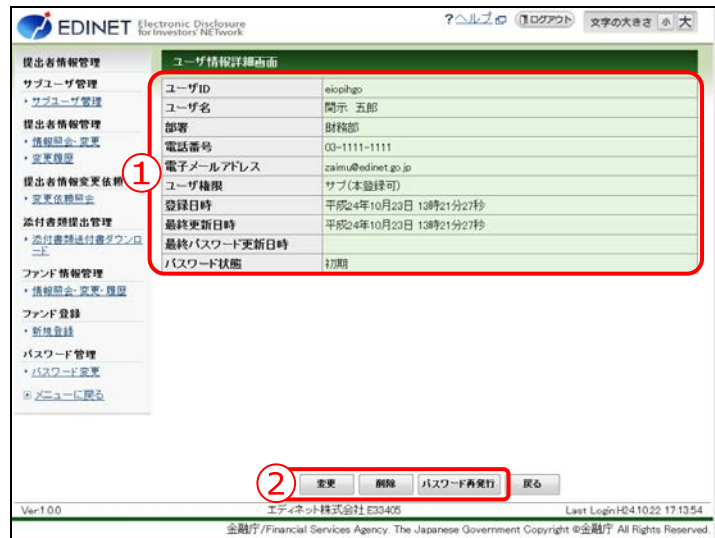 EDINET Electronic Disclosure for Investors' NETwork
?ヘルプ ログアウト 文字の大きさ 小 大
提出者情報管理
サブユーザ管理
・サブユーザ管理
提出者情報管理
・情報照会・変更
・変更履歴
提出者情報変更依頼
・変更依頼照会
添付書類提出管理
・添付書類送付書ダウンロード
ファンド情報管理
・情報照会・変更・履歴
ファンド登録
・新規登録
パスワード管理
・パスワード変更
メニューに戻る
ユーザ情報詳細画面
①
ユーザID eiopihgo
ユーザ名 開示 五郎
部署 財務部
電話番号 03-1111-1111
電子メールアドレス zaimu@edinet.go.jp
ユーザ権限 サブ(本登録可)
登録日時 平成24年10月23日 13時21分27秒
最終更新日時 平成24年10月23日 13時21分27秒
最終パスワード更新日時
パスワード状態 初期
② 変更 削除 パスワード再発行 戻る
Ver.1.0.0 エディネット株式会社 E33405 Last Login:H24.10.22 17:13:54
金融庁/Financial Services Agency. The Japanese Government Copyright ©金融庁 All Rights Reserved.